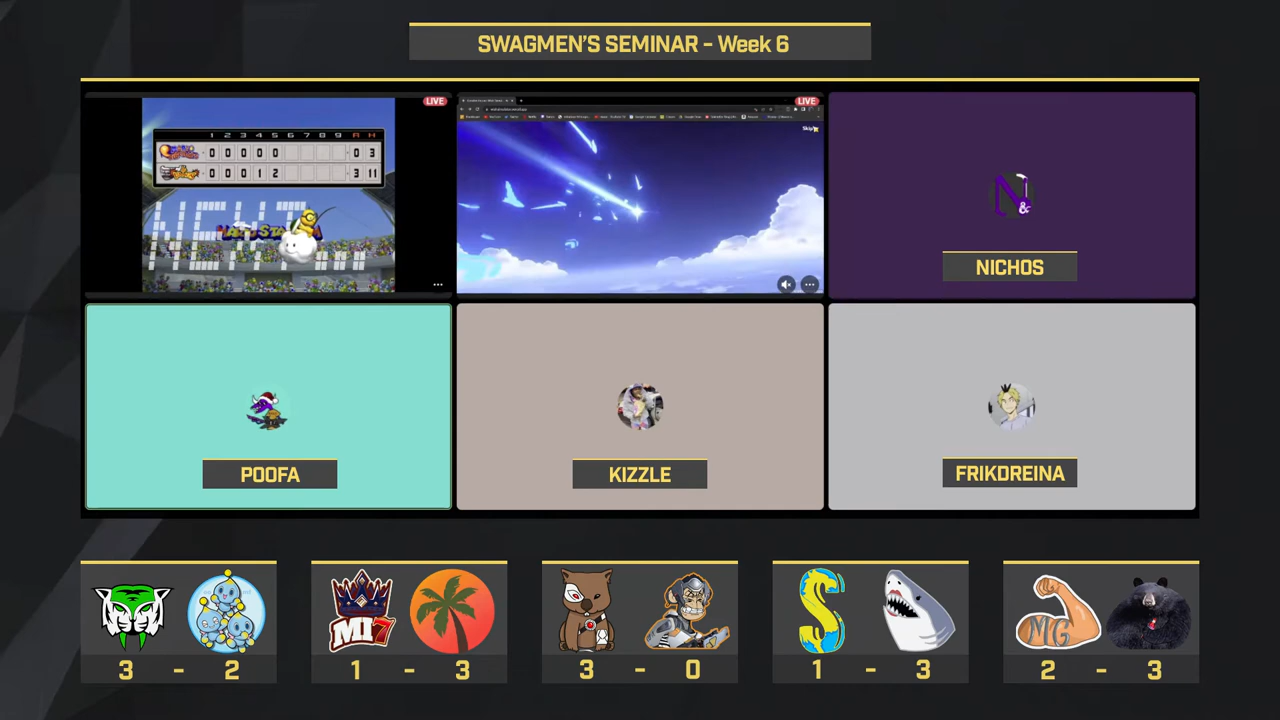 SWAGMEN'S SEMINAR - Week 6
LIVE
1 2 3 4 5 6 7 8 9 R H
0 0 0 0 0 0 3
0 0 0 1 2 3 11
LIVE
Skip
N&
NICHOS
POOFA
KIZZLE
FRIKDREINA
MI7
S
MG
3 - 2
1 - 3
3 - 0
1 - 3
2 - 3